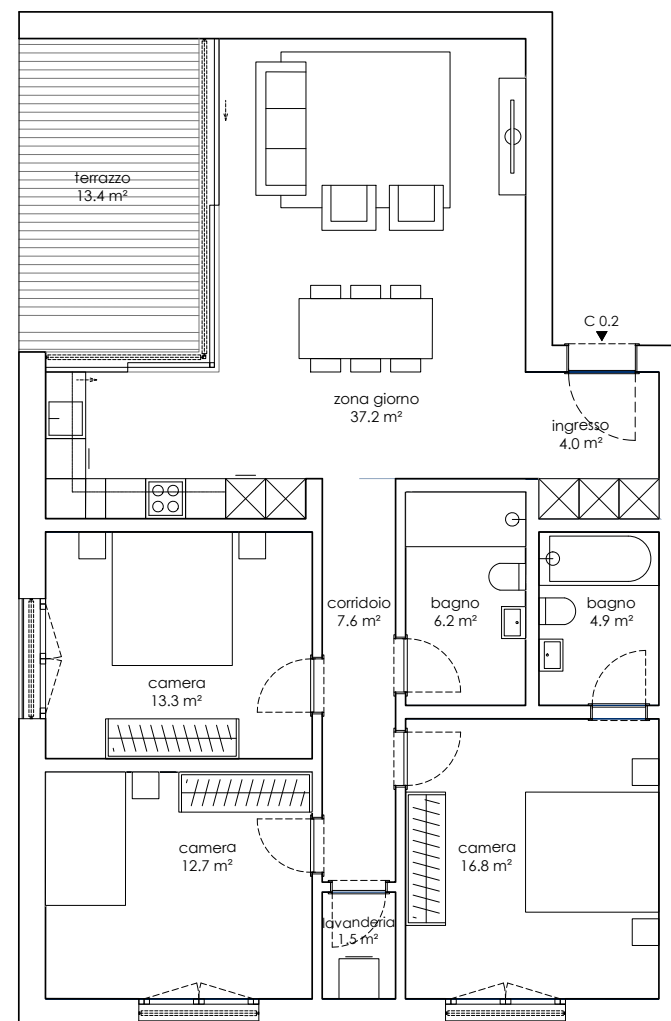 terrazzo
13.4 m²
C 0.2
zona giorno
37.2 m²
ingresso
4.0 m²
corridoio
7.6 m²
bagno
6.2 m²
bagno
4.9 m²
camera
13.3 m²
camera
12.7 m²
camera
16.8 m²
lavanderia
1.5 m²